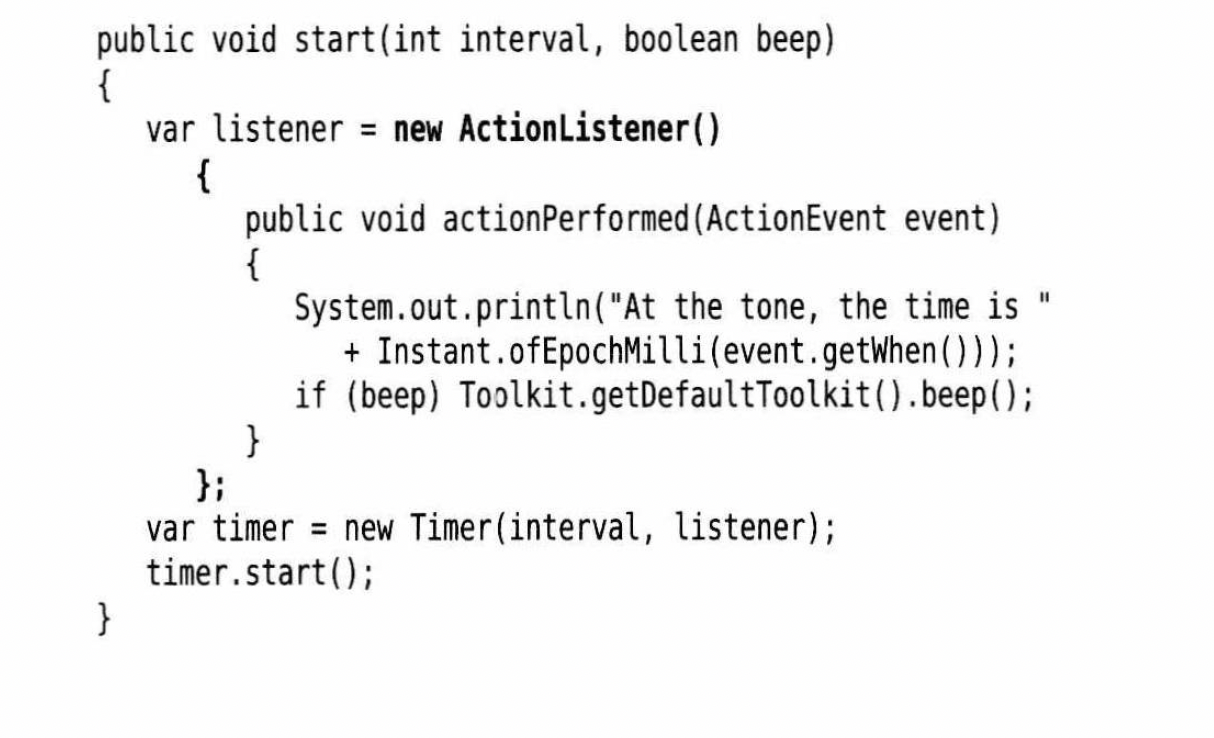 public void start(int interval, boolean beep)
{
   var listener = new ActionListener()
      {
         public void actionPerformed(ActionEvent event)
         {
            System.out.println("At the tone, the time is "
               + Instant.ofEpochMilli(event.getWhen()));
            if (beep) Toolkit.getDefaultToolkit().beep();
         }
      };
   var timer = new Timer(interval, listener);
   timer.start();
}